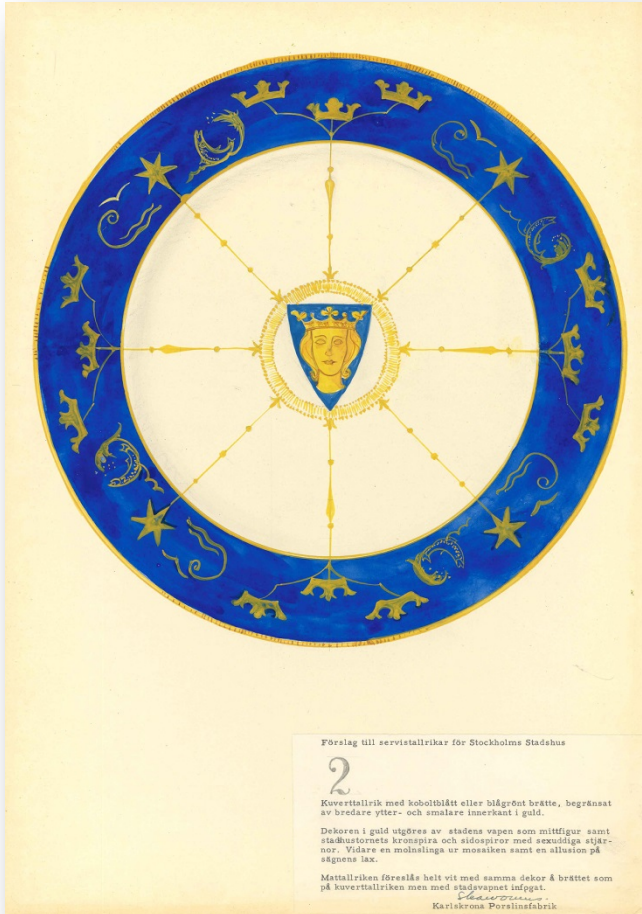 Förslag till servistallrikar för Stockholms Stadshus
2
Kuverttallrik med koboltblått eller blågrönt brätte, begränsat
av bredare ytter- och smalare innerkant i guld.
Dekoren i guld utgöres av stadens vapen som mittfigur samt
stadhustornets kronspira och sidospiror med sexuddiga stjär-
nor. Vidare en molnslinga ur mosaiken samt en allusion på
sägnens lax.
Mattallriken föreslås helt vit med samma dekor å brättet som
på kuverttallriken men med stadsvapnet infpgat.
Karlskrona Porslinsfabrik